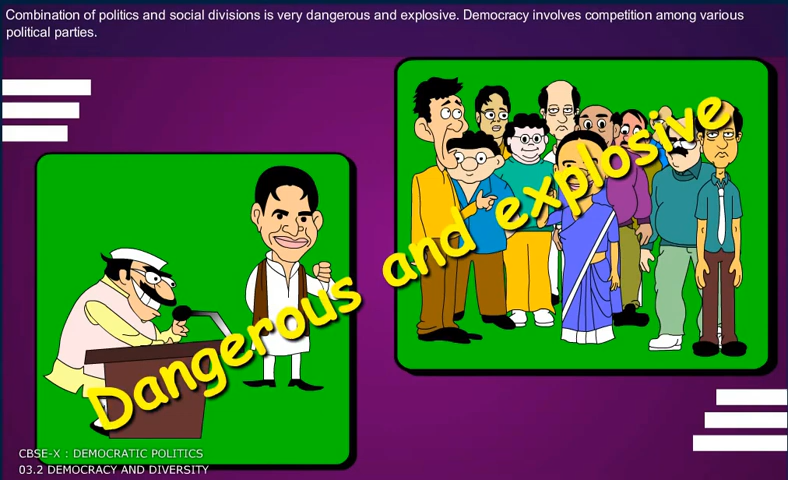 Combination of politics and social divisions is very dangerous and explosive. Democracy involves competition among various
political parties.
Dangerous and explosive
CBSE-X : DEMOCRATIC POLITICS
03.2 DEMOCRACY AND DIVERSITY